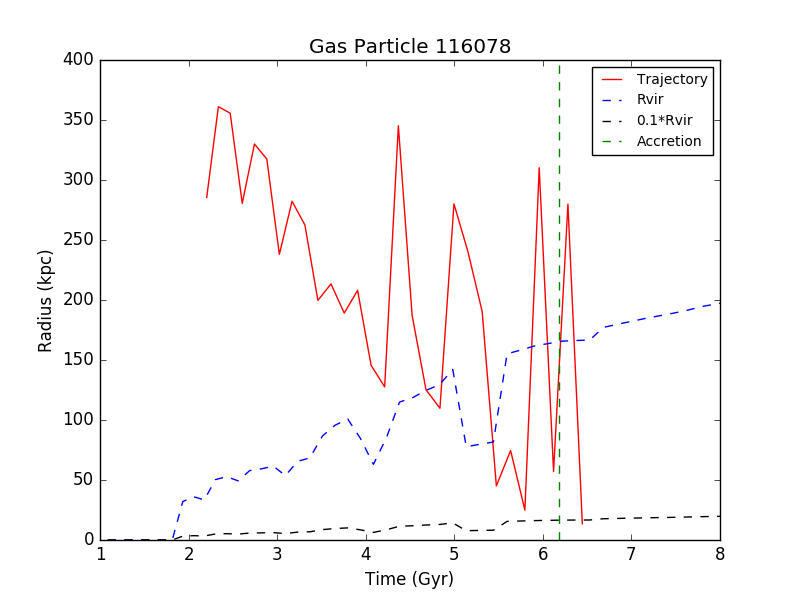 Gas Particle 116078
400
350
300
250
200
150
100
50
0
Radius (kpc)
Trajectory
Rvir
0.1*Rvir
Accretion
1 2 3 4 5 6 7 8
Time (Gyr)